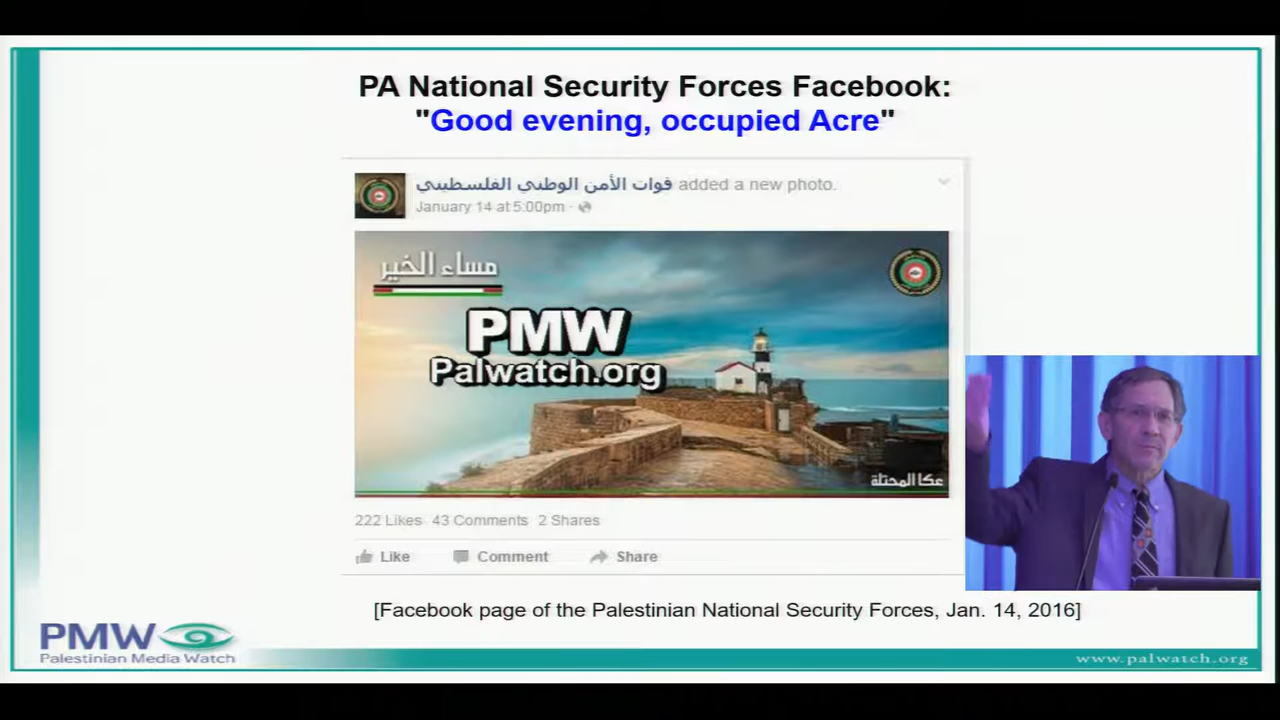 PA National Security Forces Facebook:
"Good evening, occupied Acre"
قوات الأمن الوطني الفلسطيني added a new photo.
January 14 at 5:00pm
مساء الخير
PMW
Palwatch.org
عكا المحتلة
222 Likes 43 Comments 2 Shares
Like Comment Share
[Facebook page of the Palestinian National Security Forces, Jan. 14, 2016]
PMW
Palestinian Media Watch
www.palwatch.org